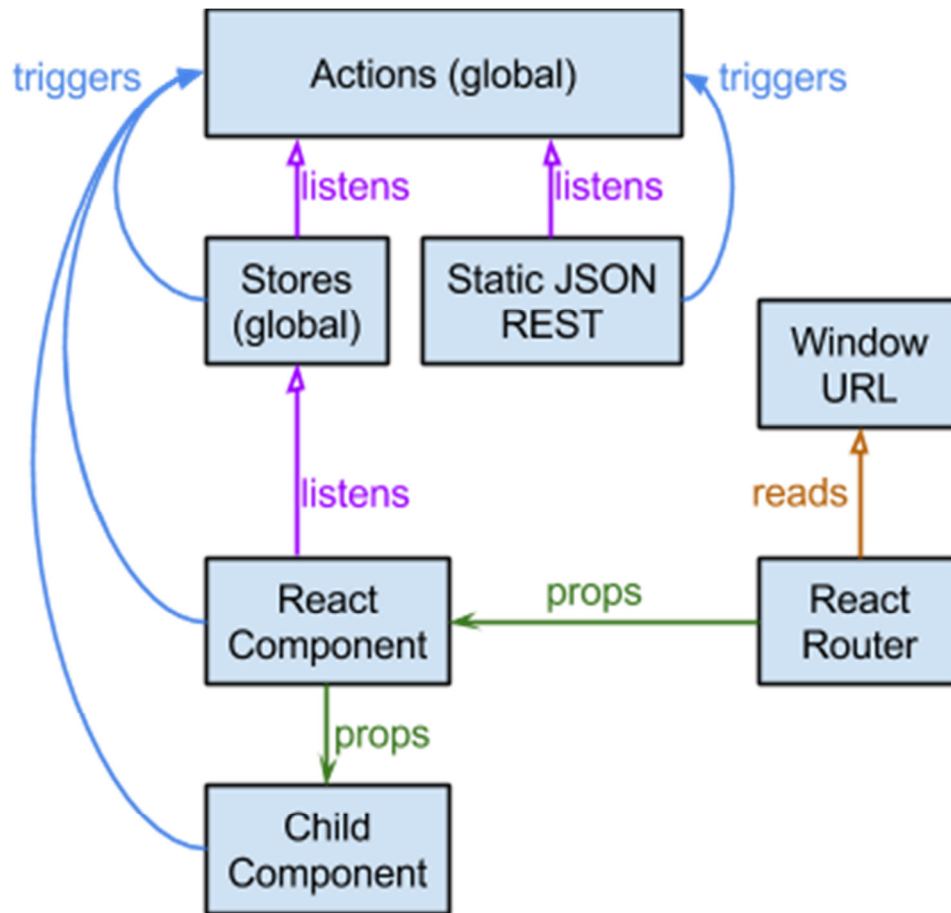 triggers
Actions (global)
triggers
listens
listens
Stores
(global)
Static JSON
REST
Window
URL
listens
reads
React
Component
props
React
Router
props
Child
Component